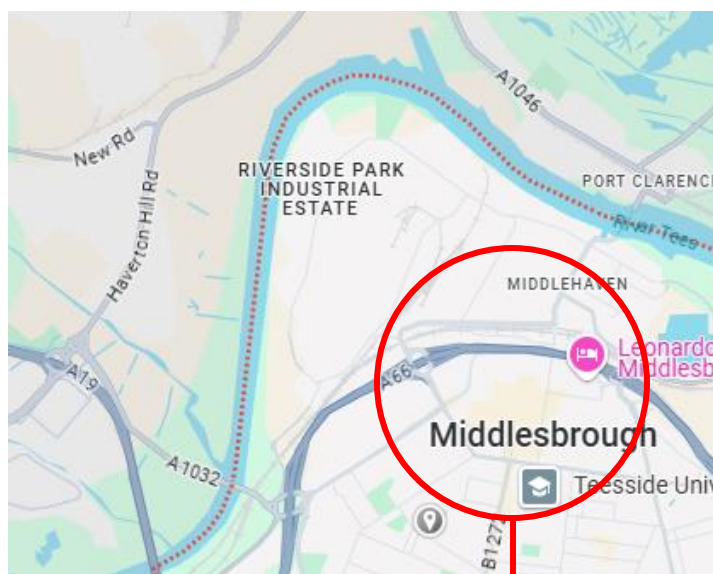 A1046
New Rd
RIVERSIDE PARK
INDUSTRIAL
ESTATE
PORT CLARENC
Haverton Hill Rd
River Tees
MIDDLEHAVEN
Leonardo
Middlesb
A19
A66
Middlesbrough
A1032
Teesside Univ
B127